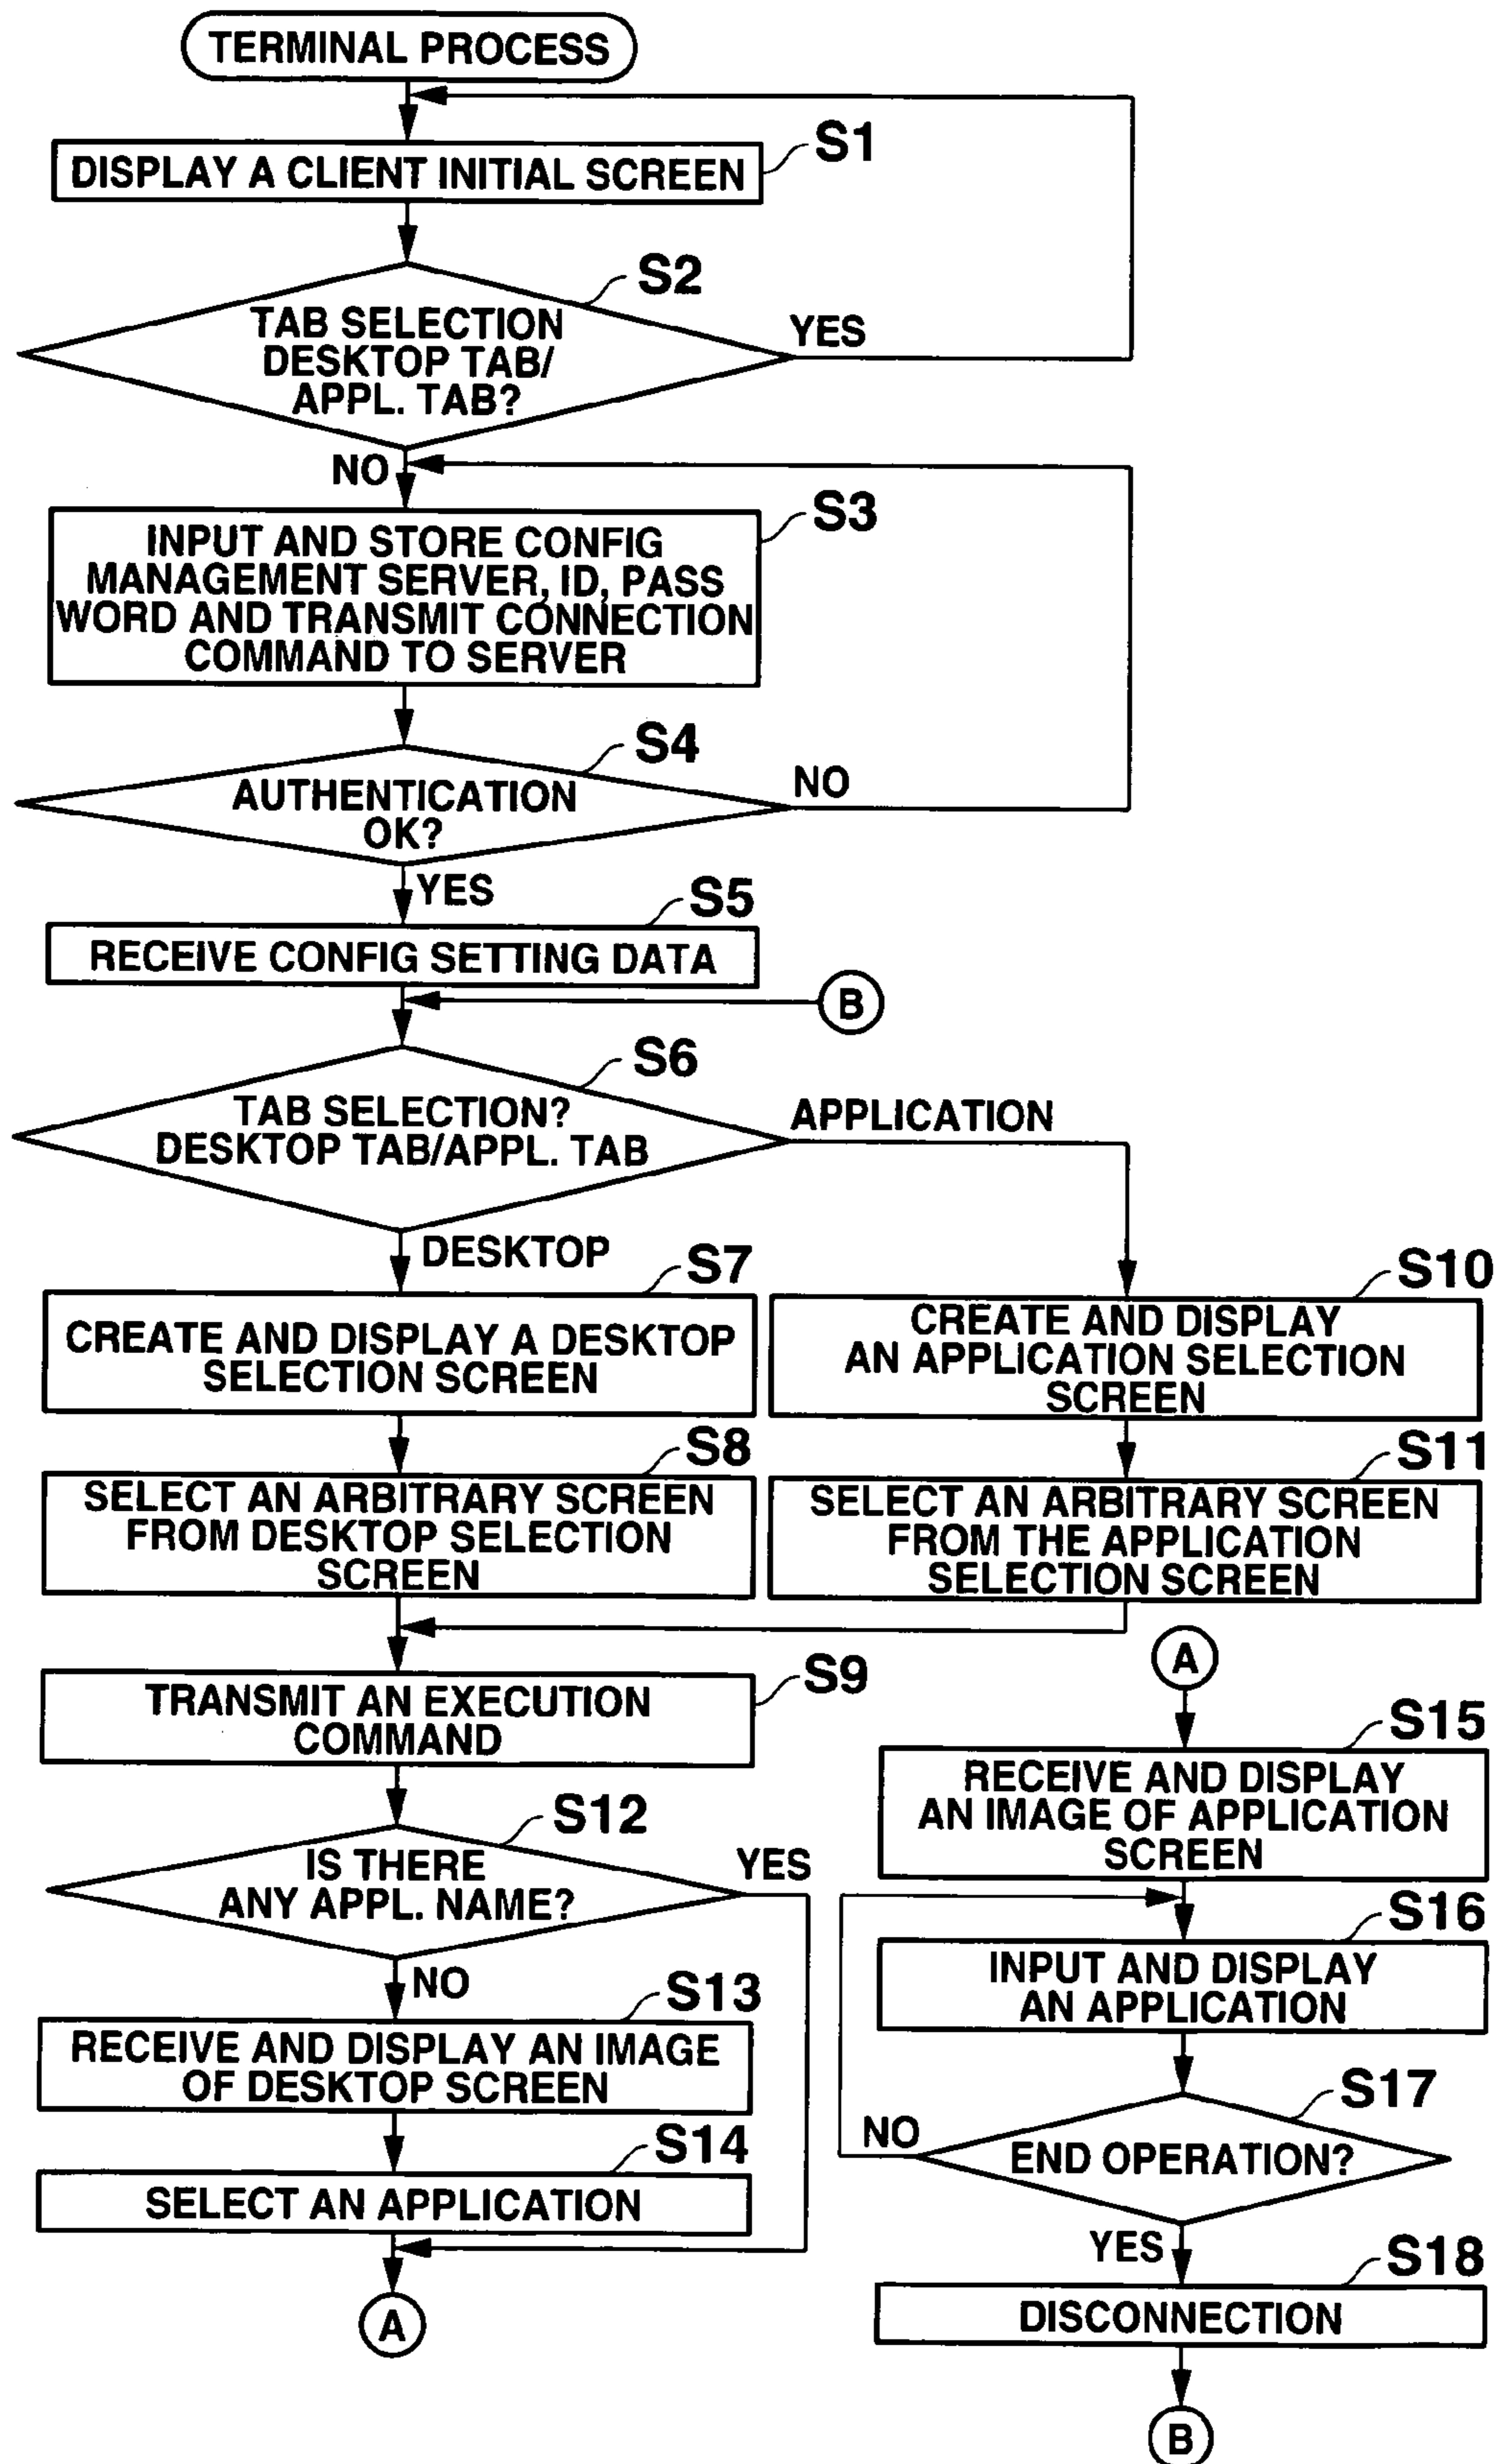 TERMINAL PROCESS
S1
DISPLAY A CLIENT INITIAL SCREEN
S2
TAB SELECTION
DESKTOP TAB/
APPL. TAB?
YES
NO
S3
INPUT AND STORE CONFIG
MANAGEMENT SERVER, ID, PASS
WORD AND TRANSMIT CONNECTION
COMMAND TO SERVER
S4
AUTHENTICATION
OK?
NO
YES
S5
RECEIVE CONFIG SETTING DATA
B
S6
TAB SELECTION?
DESKTOP TAB/APPL. TAB
APPLICATION
DESKTOP
S7
CREATE AND DISPLAY A DESKTOP
SELECTION SCREEN
S10
CREATE AND DISPLAY
AN APPLICATION SELECTION
SCREEN
S8
SELECT AN ARBITRARY SCREEN
FROM DESKTOP SELECTION
SCREEN
S11
SELECT AN ARBITRARY SCREEN
FROM THE APPLICATION
SELECTION SCREEN
S9
TRANSMIT AN EXECUTION
COMMAND
S12
IS THERE
ANY APPL. NAME?
YES
NO
S13
RECEIVE AND DISPLAY AN IMAGE
OF DESKTOP SCREEN
S14
SELECT AN APPLICATION
A
A
S15
RECEIVE AND DISPLAY
AN IMAGE OF APPLICATION
SCREEN
S16
INPUT AND DISPLAY
AN APPLICATION
S17
END OPERATION?
NO
YES
S18
DISCONNECTION
B